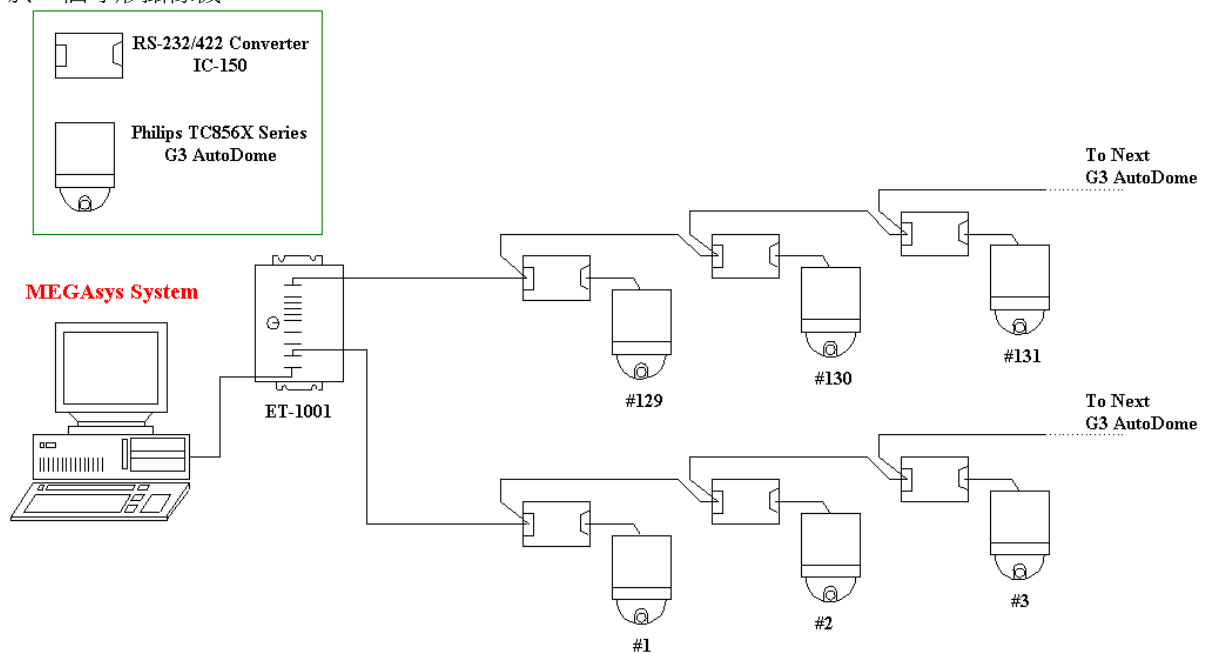 RS-232/422 Converter
IC-150
Philips TC856X Series
G3 AutoDome
To Next
G3 AutoDome
MEGAsys System
ET-1001
#129
#130
#131
To Next
G3 AutoDome
#1
#2
#3